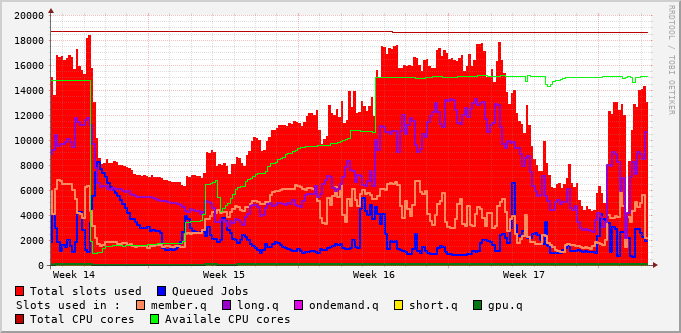 20000
18000
16000
14000
12000
10000
8000
6000
4000
2000
0
Week 14 Week 15 Week 16 Week 17
RRDTOOL / TOBI OETIKER
Total slots used Queued Jobs
Slots used in : member.q long.q ondemand.q short.q gpu.q
Total CPU cores Availale CPU cores